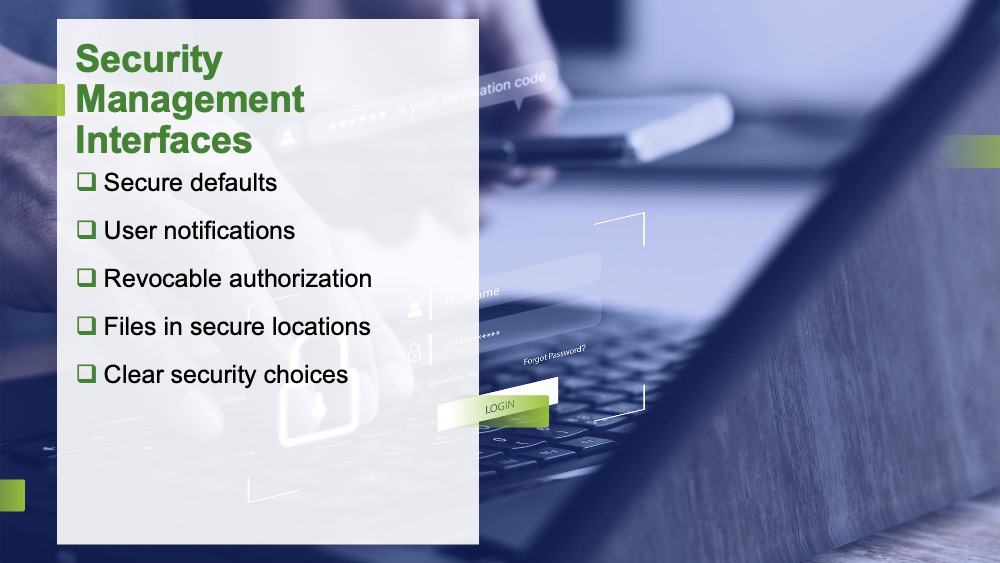 Security
Management
Interfaces
❑ Secure defaults
❑ User notifications
❑ Revocable authorization
❑ Files in secure locations
❑ Clear security choices
****** is your verification code
Username
***********
Remember Me
Forgot Password?
LOGIN